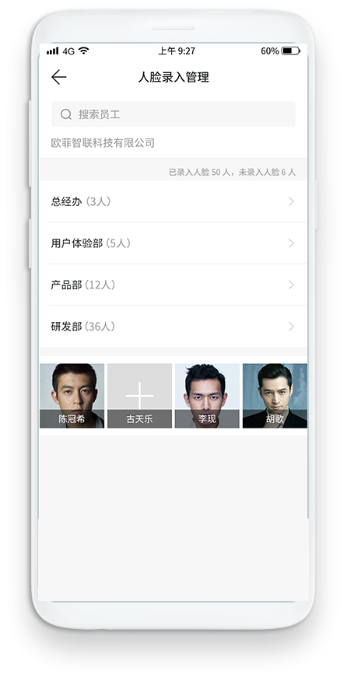 4G 上午 9:27 60%
人脸录入管理
搜索员工
欧菲智联科技有限公司
已录入人脸 50 人，未录入人脸 6 人
总经办（3人）
用户体验部（5人）
产品部（12人）
研发部（36人）
陈冠希 古天乐 李现 胡歌